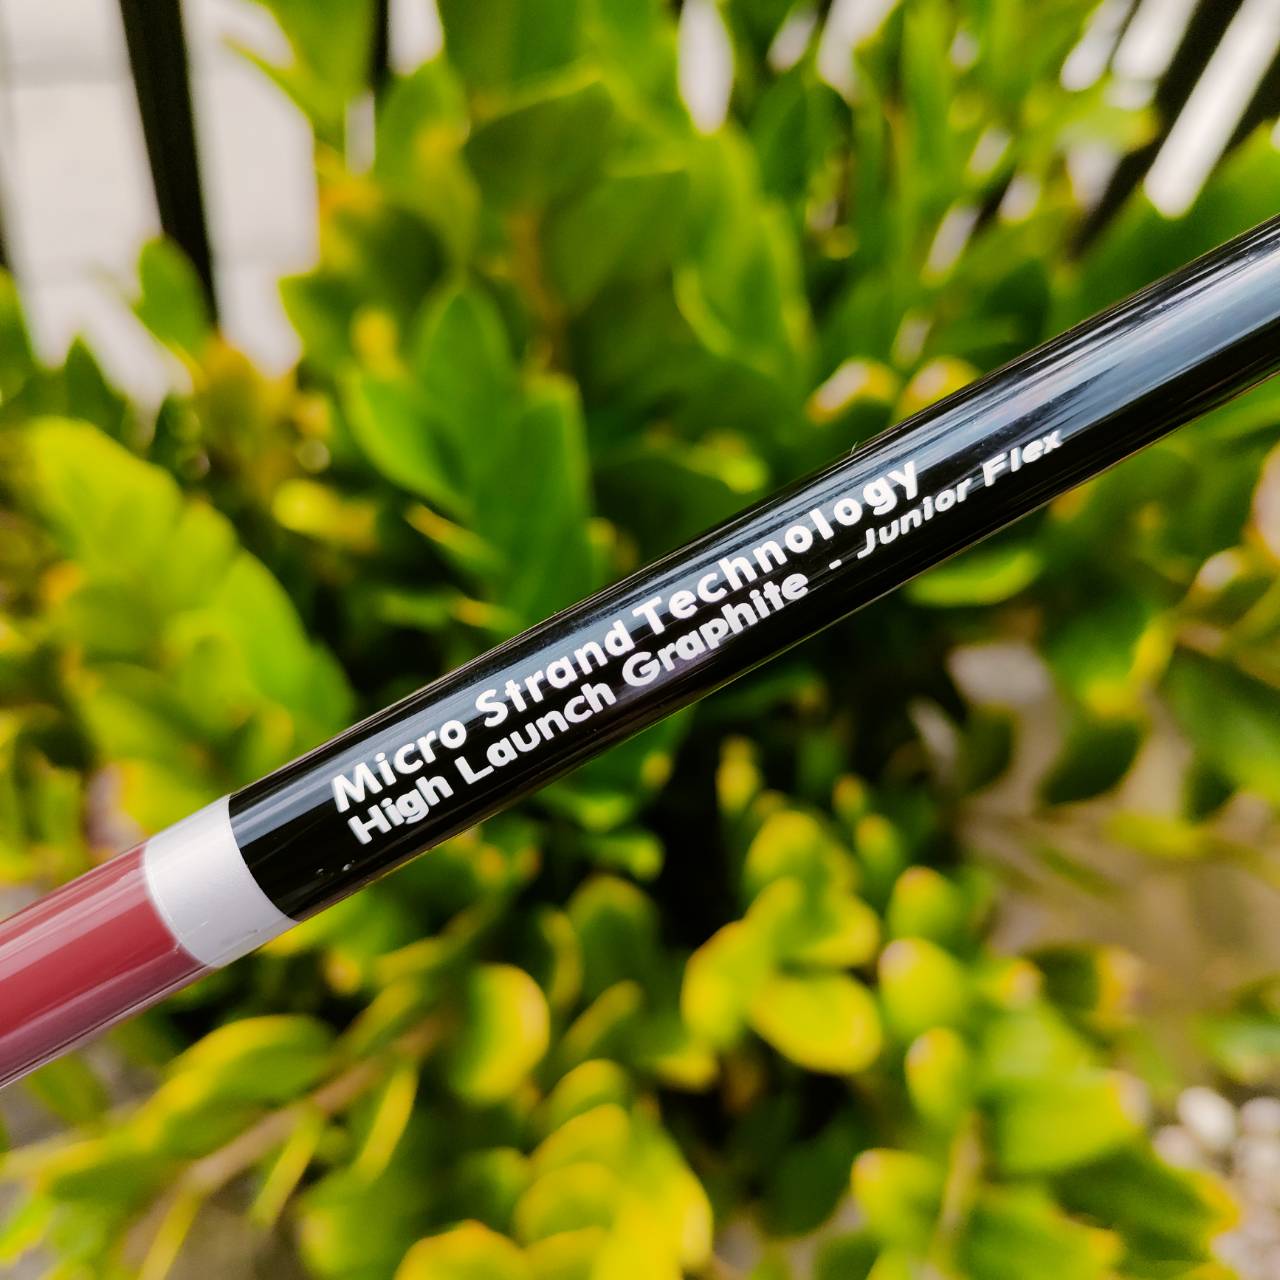 Micro Strand Technology
High Launch Graphite - Junior Flex